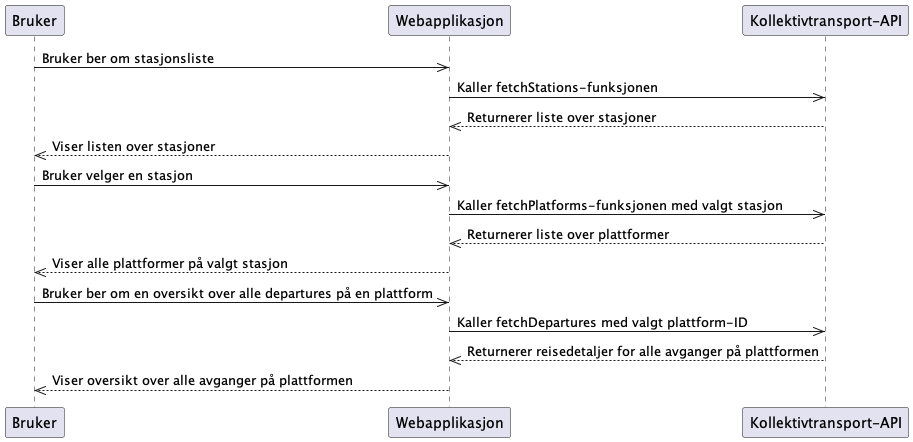 Bruker
Webapplikasjon
Kollektivtransport-API
Bruker ber om stasjonsliste
Kaller fetchStations-funksjonen
Returnerer liste over stasjoner
Viser listen over stasjoner
Bruker velger en stasjon
Kaller fetchPlatforms-funksjonen med valgt stasjon
Returnerer liste over plattformer
Viser alle plattformer på valgt stasjon
Bruker ber om en oversikt over alle departures på en plattform
Kaller fetchDepartures med valgt plattform-ID
Returnerer reisedetaljer for alle avganger på plattformen
Viser oversikt over alle avganger på plattformen
Bruker
Webapplikasjon
Kollektivtransport-API